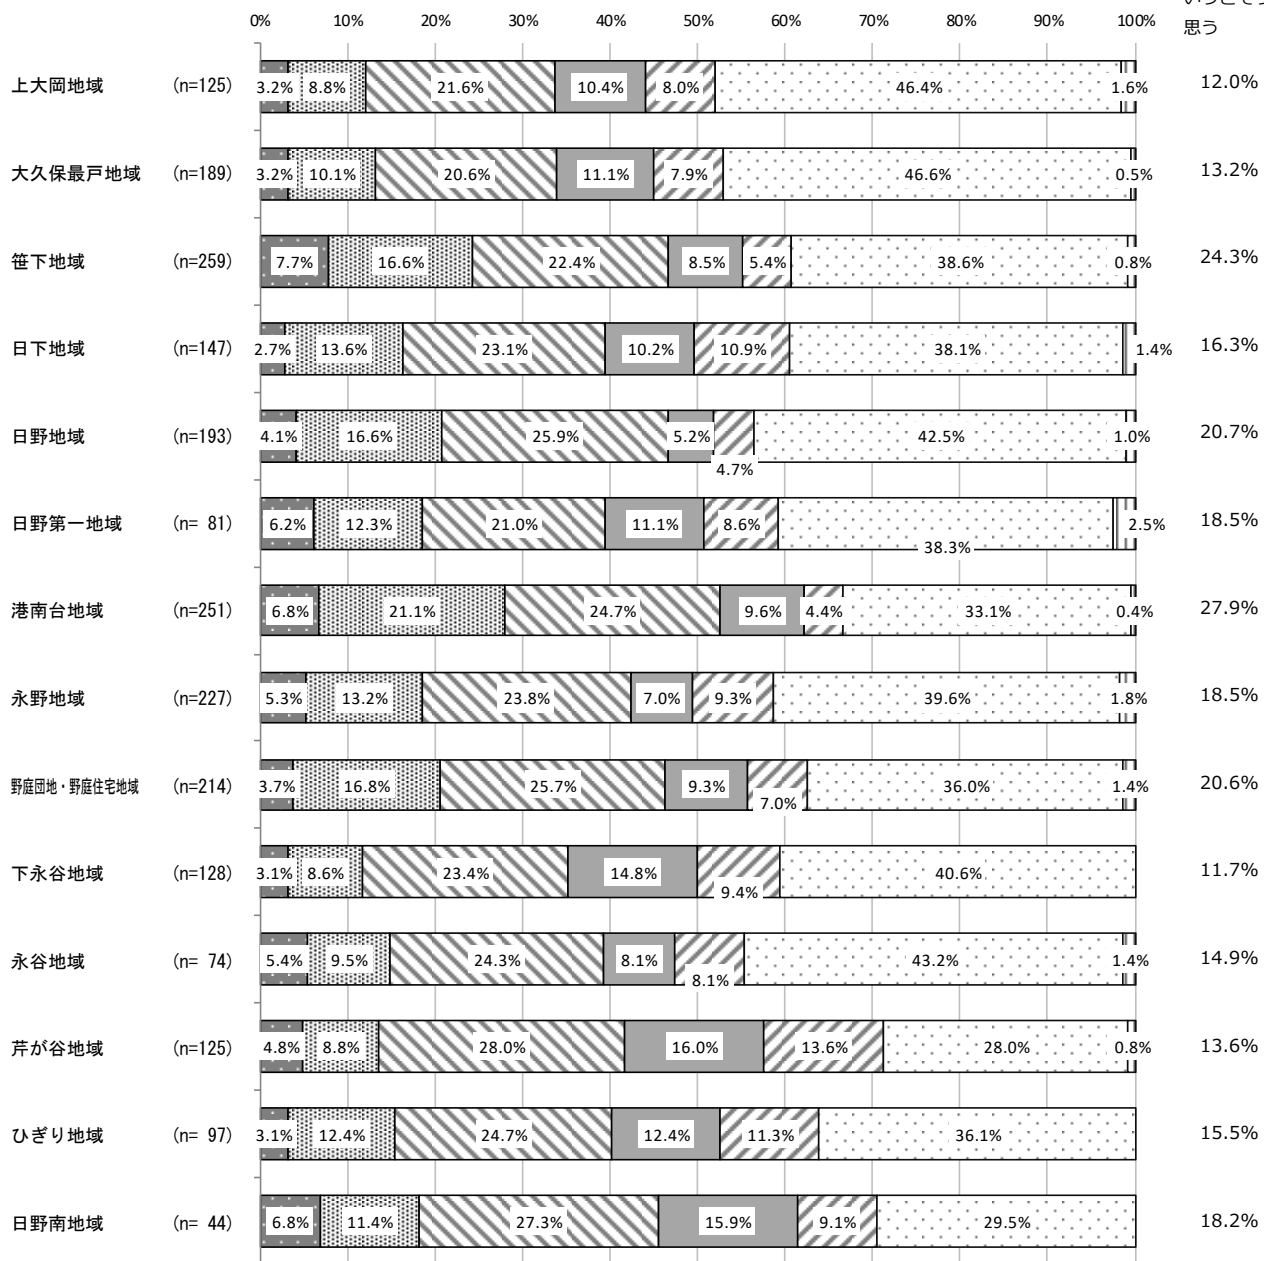 0% 10% 20% 30% 40% 50% 60% 70% 80% 90% 100%
思う
上大岡地域 (n=125) 3.2% 8.8% 21.6% 10.4% 8.0% 46.4% 1.6% 12.0%
大久保最戸地域 (n=189) 3.2% 10.1% 20.6% 11.1% 7.9% 46.6% 0.5% 13.2%
笹下地域 (n=259) 7.7% 16.6% 22.4% 8.5% 5.4% 38.6% 0.8% 24.3%
日下地域 (n=147) 2.7% 13.6% 23.1% 10.2% 10.9% 38.1% 1.4% 16.3%
日野地域 (n=193) 4.1% 16.6% 25.9% 5.2% 4.7% 42.5% 1.0% 20.7%
日野第一地域 (n= 81) 6.2% 12.3% 21.0% 11.1% 8.6% 38.3% 2.5% 18.5%
港南台地域 (n=251) 6.8% 21.1% 24.7% 9.6% 4.4% 33.1% 0.4% 27.9%
永野地域 (n=227) 5.3% 13.2% 23.8% 7.0% 9.3% 39.6% 1.8% 18.5%
野庭団地・野庭住宅地域 (n=214) 3.7% 16.8% 25.7% 9.3% 7.0% 36.0% 1.4% 20.6%
下永谷地域 (n=128) 3.1% 8.6% 23.4% 14.8% 9.4% 40.6% 11.7%
永谷地域 (n= 74) 5.4% 9.5% 24.3% 8.1% 8.1% 43.2% 1.4% 14.9%
芹が谷地域 (n=125) 4.8% 8.8% 28.0% 16.0% 13.6% 28.0% 0.8% 13.6%
ひぎり地域 (n= 97) 3.1% 12.4% 24.7% 12.4% 11.3% 36.1% 15.5%
日野南地域 (n= 44) 6.8% 11.4% 27.3% 15.9% 9.1% 29.5% 18.2%